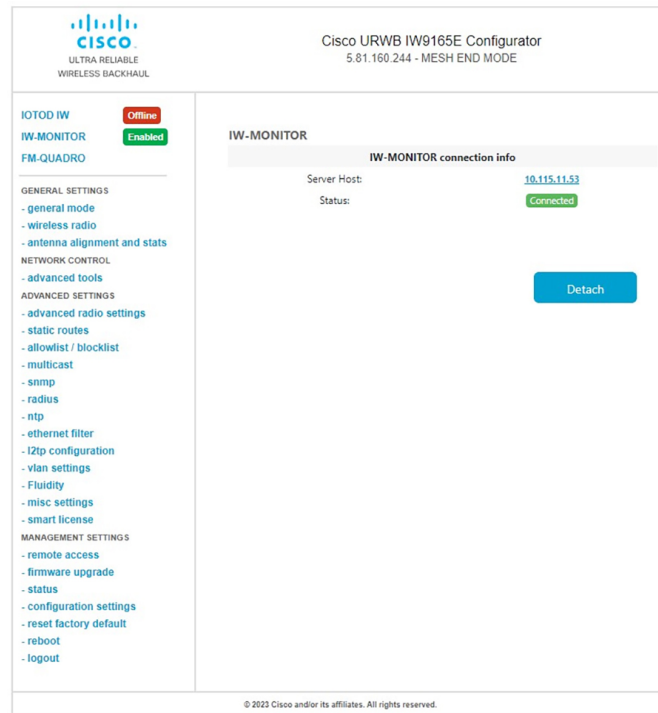 CISCO
ULTRA RELIABLE
WIRELESS BACKHAUL
Cisco URWB IW9165E Configurator
5.81.160.244 - MESH END MODE
IOTOD IW Offline
IW-MONITOR Enabled
FM-QUADRO
GENERAL SETTINGS
- general mode
- wireless radio
- antenna alignment and stats
NETWORK CONTROL
- advanced tools
ADVANCED SETTINGS
- advanced radio settings
- static routes
- allowlist / blocklist
- multicast
- snmp
- radius
- ntp
- ethernet filter
- l2tp configuration
- vlan settings
- Fluidity
- misc settings
- smart license
MANAGEMENT SETTINGS
- remote access
- firmware upgrade
- status
- configuration settings
- reset factory default
- reboot
- logout
IW-MONITOR
IW-MONITOR connection info
Server Host: 10.115.11.53
Status: Connected
Detach
© 2023 Cisco and/or its affiliates. All rights reserved.